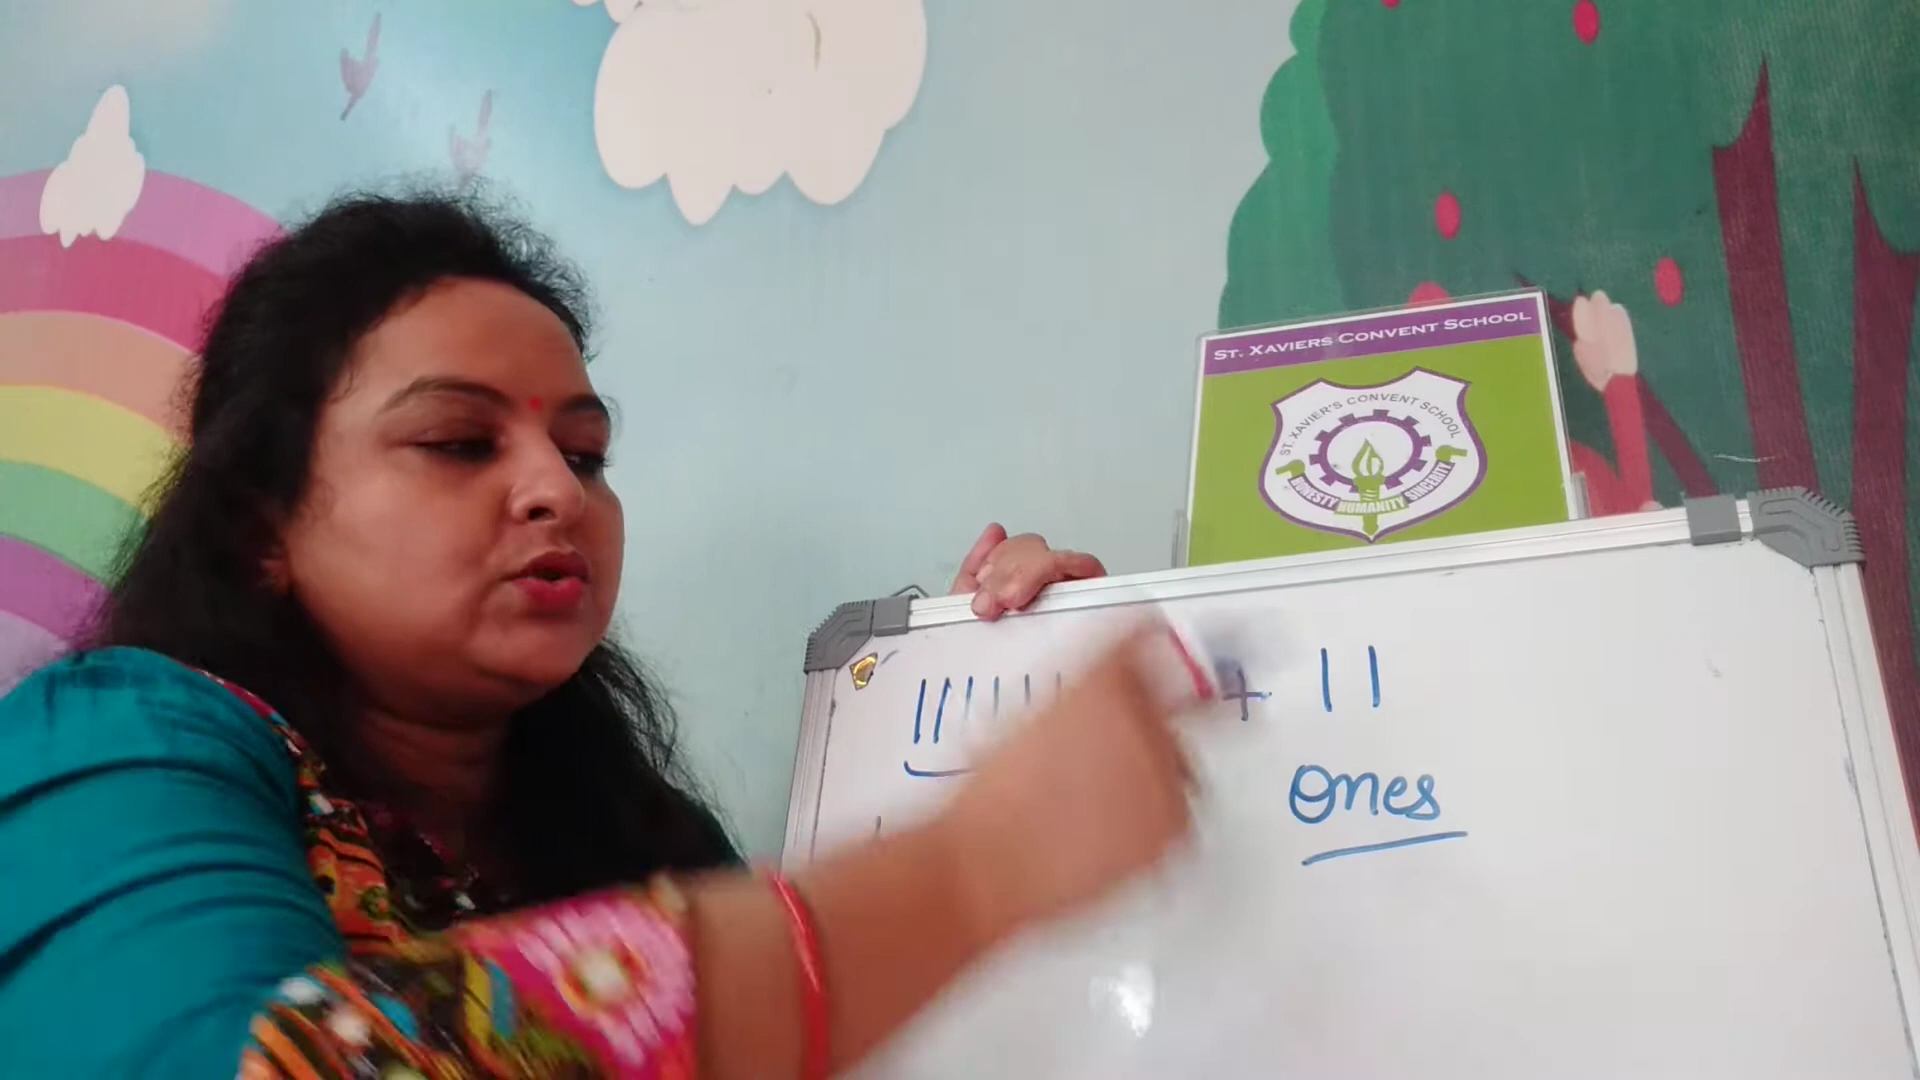 ST. XAVIERS CONVENT SCHOOL
ST. XAVIER'S CONVENT SCHOOL
HONESTY HUMANITY SINCERITY
+ | |
Ones